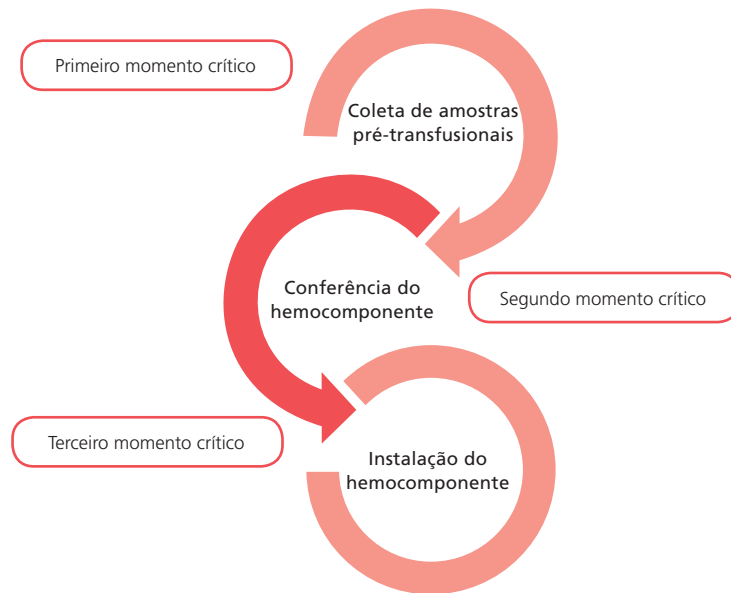 Primeiro momento crítico
Coleta de amostras
pré-transfusionais
Conferência do
hemocomponente
Segundo momento crítico
Terceiro momento crítico
Instalação do
hemocomponente